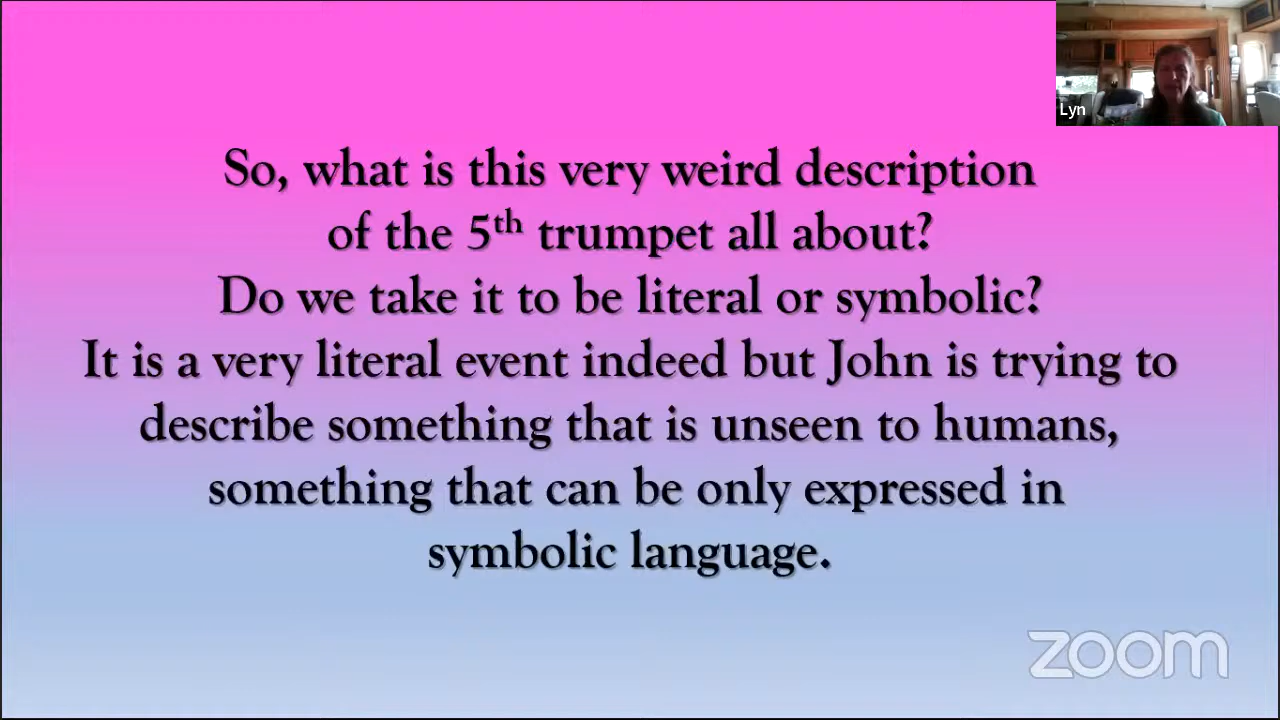 Lyn
So, what is this very weird description
of the 5th trumpet all about?
Do we take it to be literal or symbolic?
It is a very literal event indeed but John is trying to
describe something that is unseen to humans,
something that can be only expressed in
symbolic language.
zoom